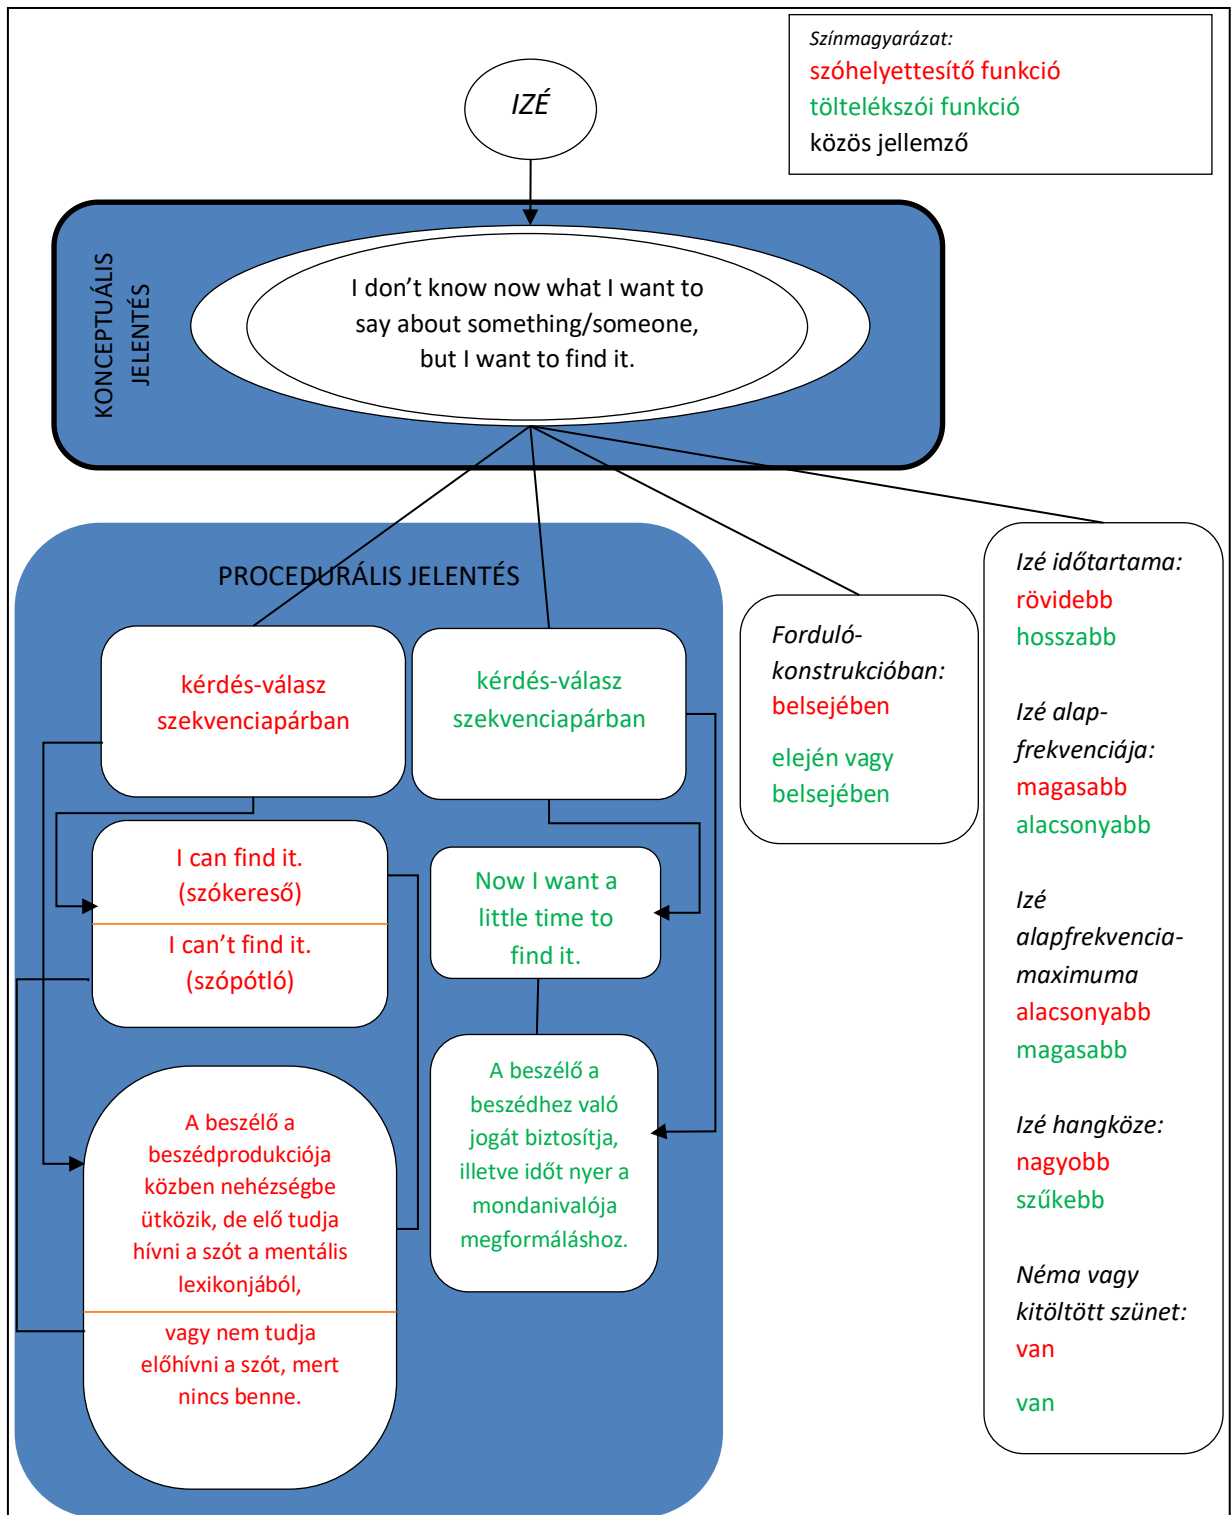 Színmagyarázat:
szóhelyettesítő funkció
töltelékszói funkció
közös jellemző
IZÉ
KONCEPTUÁLIS
JELENTÉS
I don't know now what I want to
say about something/someone,
but I want to find it.
PROCEDURÁLIS JELENTÉS
kérdés-válasz
szekvenciapárban
kérdés-válasz
szekvenciapárban
I can find it.
(szókereső)
I can't find it.
(szópótló)
Now I want a
little time to
find it.
A beszélő a
beszédprodukciója
közben nehézségbe
ütközik, de elő tudja
hívni a szót a mentális
lexikonjából,
vagy nem tudja
előhívni a szót, mert
nincs benne.
A beszélő a
beszédhez való
jogát biztosítja,
illetve időt nyer a
mondanivalója
megformáláshoz.
Forduló-
konstrukcióban:
belsejében
elején vagy
belsejében
Izé időtartama:
rövidebb
hosszabb
Izé alap-
frekvenciája:
magasabb
alacsonyabb
Izé
alapfrekvencia-
maximuma
alacsonyabb
magasabb
Izé hangköze:
nagyobb
szűkebb
Néma vagy
kitöltött szünet:
van
van